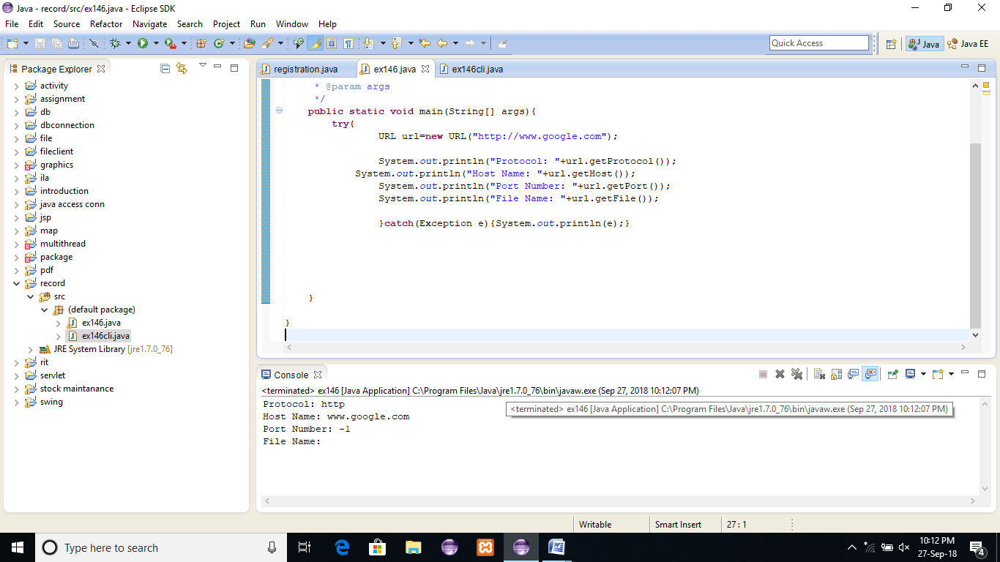 Java - record/src/ex146.java - Eclipse SDK
File Edit Source Refactor Navigate Search Project Run Window Help
Quick Access
Java
Java EE
Package Explorer
activity
assignment
db
dbconnection
file
fileclient
graphics
ila
introduction
java access conn
jsp
map
multithread
package
pdf
record
src
(default package)
ex146.java
ex146cli.java
JRE System Library [jre1.7.0_76]
rit
servlet
stock maintanance
swing
registration.java ex146.java ex146cli.java
* @param args
*/
public static void main(String[] args){
try{
URL url=new URL("http://www.google.com");
System.out.println("Protocol: "+url.getProtocol());
System.out.println("Host Name: "+url.getHost());
System.out.println("Port Number: "+url.getPort());
System.out.println("File Name: "+url.getFile());
}catch(Exception e){System.out.println(e);}
}
}
Console
<terminated> ex146 [Java Application] C:\Program Files\Java\jre1.7.0_76\bin\javaw.exe (Sep 27, 2018 10:12:07 PM)
Protocol: http
Host Name: www.google.com
Port Number: -1
File Name:
<terminated> ex146 [Java Application] C:\Program Files\Java\jre1.7.0_76\bin\javaw.exe (Sep 27, 2018 10:12:07 PM)
Writable
Smart Insert
27 : 1
Type here to search
10:12 PM
27-Sep-18
4